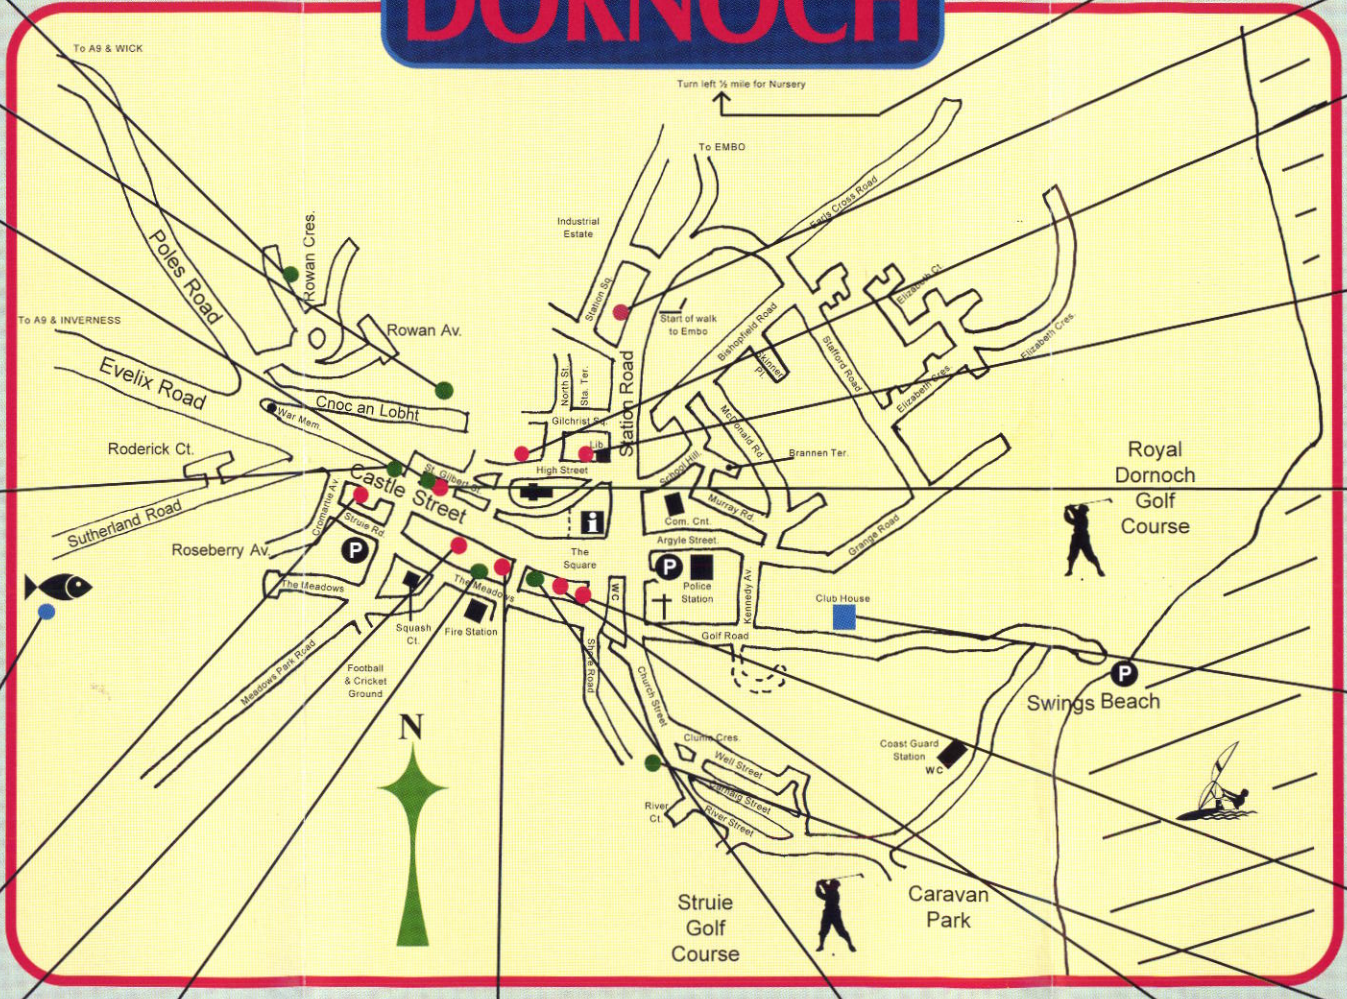 DORNOCH
To A9 & WICK
Turn left ½ mile for Nursery
To EMBO
Earls Cross Road
Industrial
Estate
Rowan Cres.
Poles Road
Station Sq.
Elizabeth Ct.
To A9 & INVERNESS
Start of walk
to Embo
Bishopfield Road
Elizabeth Cres.
Rowan Av.
Skinner
Pl.
Stafford Road
Evelix Road
North St.
Sta. Ter.
Station Road
Elizabeth Cres.
Cnoc an Lobht
War Mem.
Gilchrist Sq.
McDonald Rd.
Roderick Ct.
Lib.
Brannen Ter.
Royal
Dornoch
Golf
Course
High Street
School Hill.
St. Gilbert St.
Castle Street
Cromartie Av
Murray Rd.
Sutherland Road
Struie Rd.
i
Com. Cnt.
Grange Road
Argyle Street.
Roseberry Av.
P
The
Square
P
Police
Station
Kennedy Av
The Meadows
The Meadows
WC
Club House
Squash
Ct.
Fire Station
Golf Road
Shore Road
Meadows Park Road
Football
& Cricket
Ground
Church Street
P
Swings Beach
N
Clume Cres.
Well Street
Coast Guard
Station
WC
Carnaig Street
River
Ct.
River Street
Struie
Golf
Course
Caravan
Park